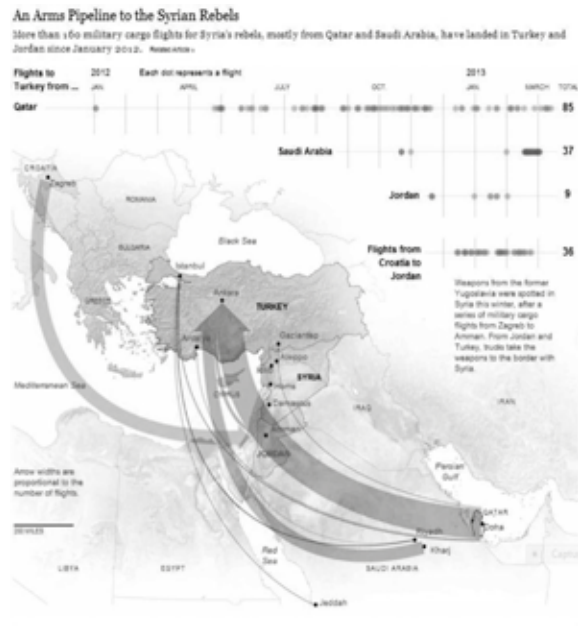 An Arms Pipeline to the Syrian Rebels
More than 160 military cargo flights for Syria's rebels, mostly from Qatar and Saudi Arabia, have landed in Turkey and
Jordan since January 2012.
Flights to
Turkey from ...
2012
Each dot represents a flight
2013
JAN.
APRIL
JULY
OCT.
JAN.
MARCH
TOTAL
Qatar
85
Saudi Arabia
37
Jordan
9
Flights from
Croatia to
Jordan
36
Weapons from the former
Yugoslavia were spotted in
Syria this winter, after a
series of military cargo
flights from Zagreb to
Amman. From Jordan and
Turkey, trucks take the
weapons to the border with
Syria.
CROATIA
Zagreb
ROMANIA
BULGARIA
Black Sea
Istanbul
GREECE
Ankara
TURKEY
Gaziantep
Aleppo
SYRIA
CYPRUS
Damascus
Mediterranean Sea
IRAQ
IRAN
Amman
JORDAN
Persian
Gulf
Arrow widths are
proportional to the
number of flights.
QATAR
Doha
Riyadh
Kharj
Red
Sea
LIBYA
EGYPT
SAUDI ARABIA
Jeddah